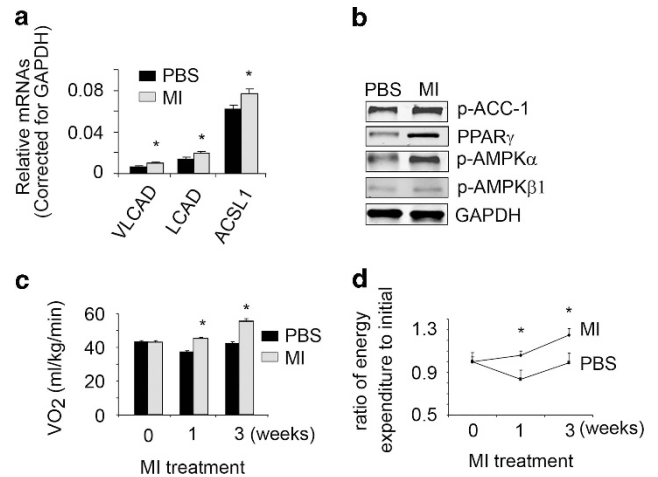 a
Relative mRNAs
(Corrected for GAPDH)
0.08
0.04
0
PBS
MI
*
*
*
VLCAD
LCAD
ACSL1
b
PBS MI
p-ACC-1
PPARγ
p-AMPKα
p-AMPKβ1
GAPDH
c
VO2 (ml/kg/min)
60
40
20
0
*
*
PBS
MI
0 1 3 (weeks)
MI treatment
d
ratio of energy
expenditure to initial
1.3
0.9
0.5
*
*
MI
PBS
0 1 3 (weeks)
MI treatment